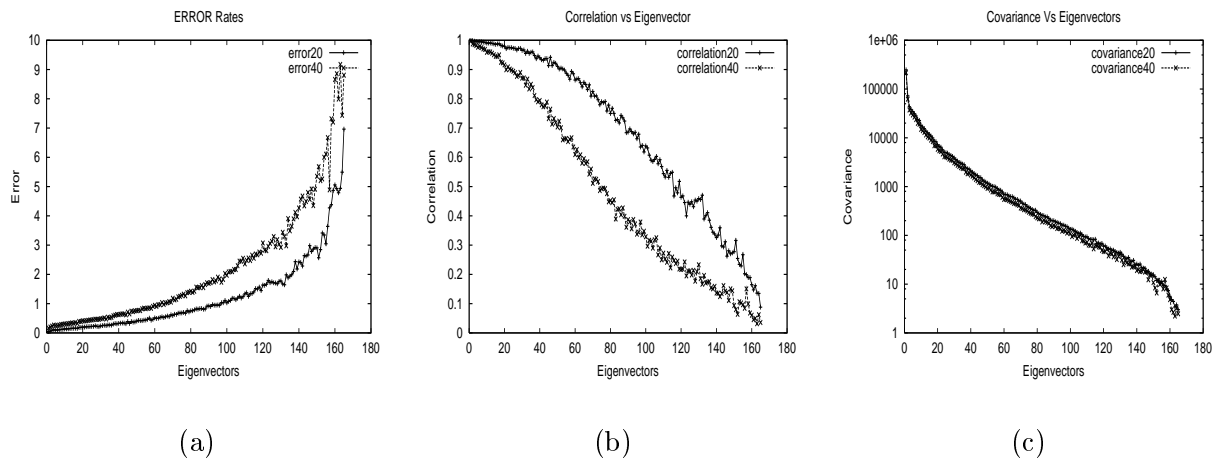 ERROR Rates
10
9
8
7
6
5
4
3
2
1
0
Error
error20
error40
0 20 40 60 80 100 120 140 160 180
Eigenvectors
(a)
Correlation vs Eigenvector
1
0.9
0.8
0.7
0.6
0.5
0.4
0.3
0.2
0.1
0
Correlation
correlation20
correlation40
0 20 40 60 80 100 120 140 160 180
Eigenvectors
(b)
Covariance Vs Eigenvectors
1e+06
100000
10000
1000
100
10
1
Covariance
covariance20
covariance40
0 20 40 60 80 100 120 140 160 180
Eigenvectors
(c)